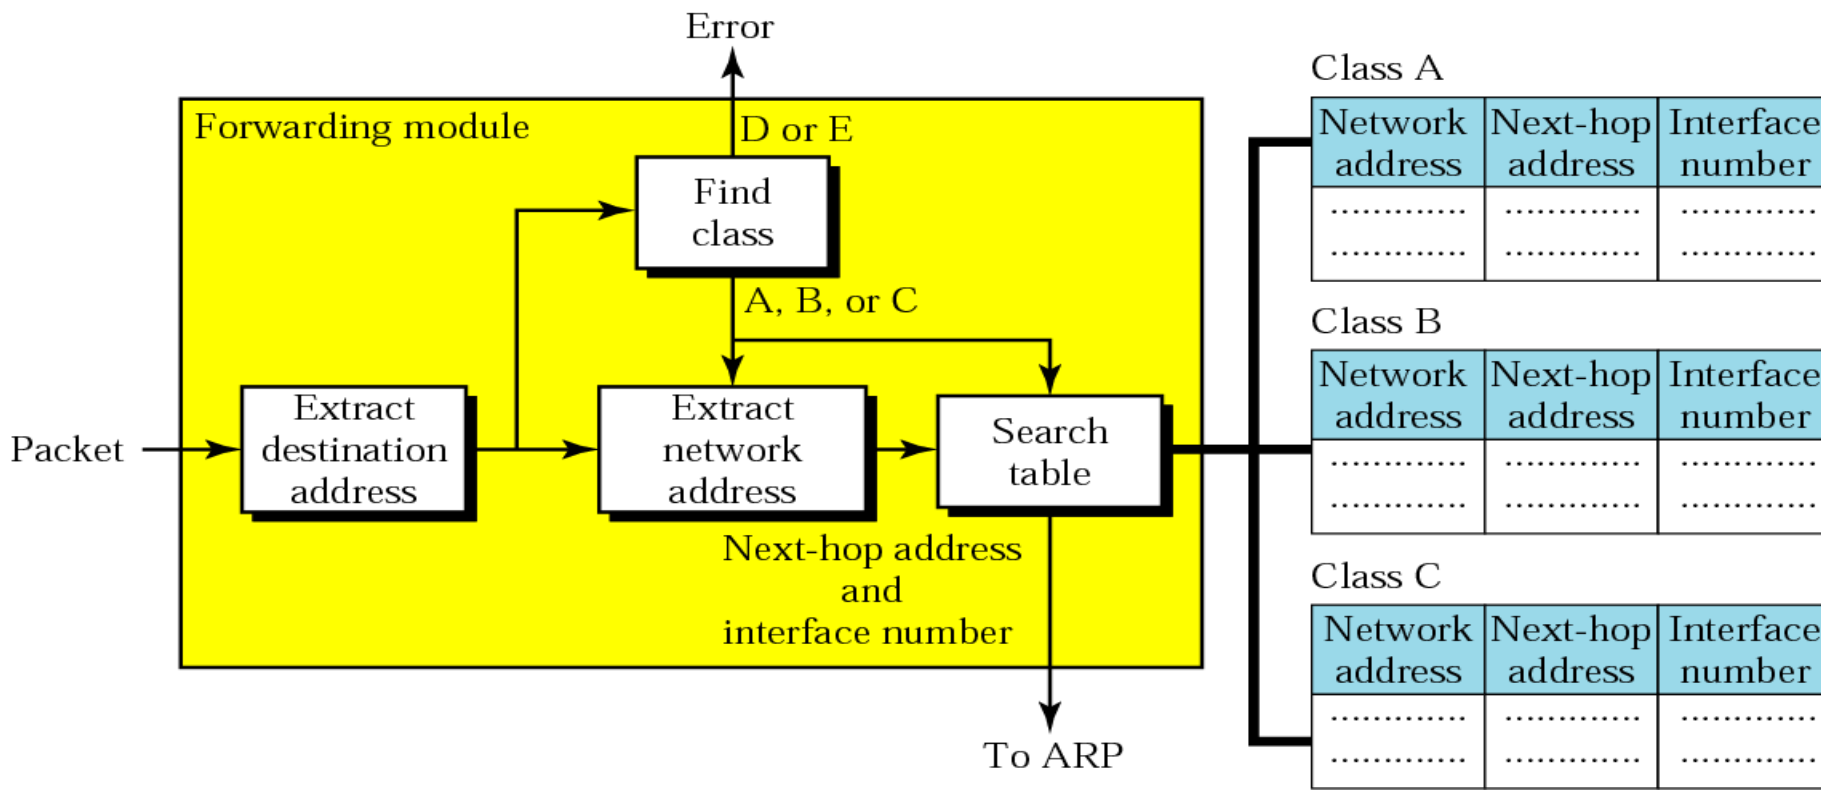 Error
Forwarding module
D or E
Find
class
A, B, or C
Packet
Extract
destination
address
Extract
network
address
Search
table
Next-hop address
and
interface number
To ARP
Class A
Network address
Next-hop address
Interface number
.............
.............
.............
.............
.............
.............
Class B
Network address
Next-hop address
Interface number
.............
.............
.............
.............
.............
.............
Class C
Network address
Next-hop address
Interface number
.............
.............
.............
.............
.............
.............